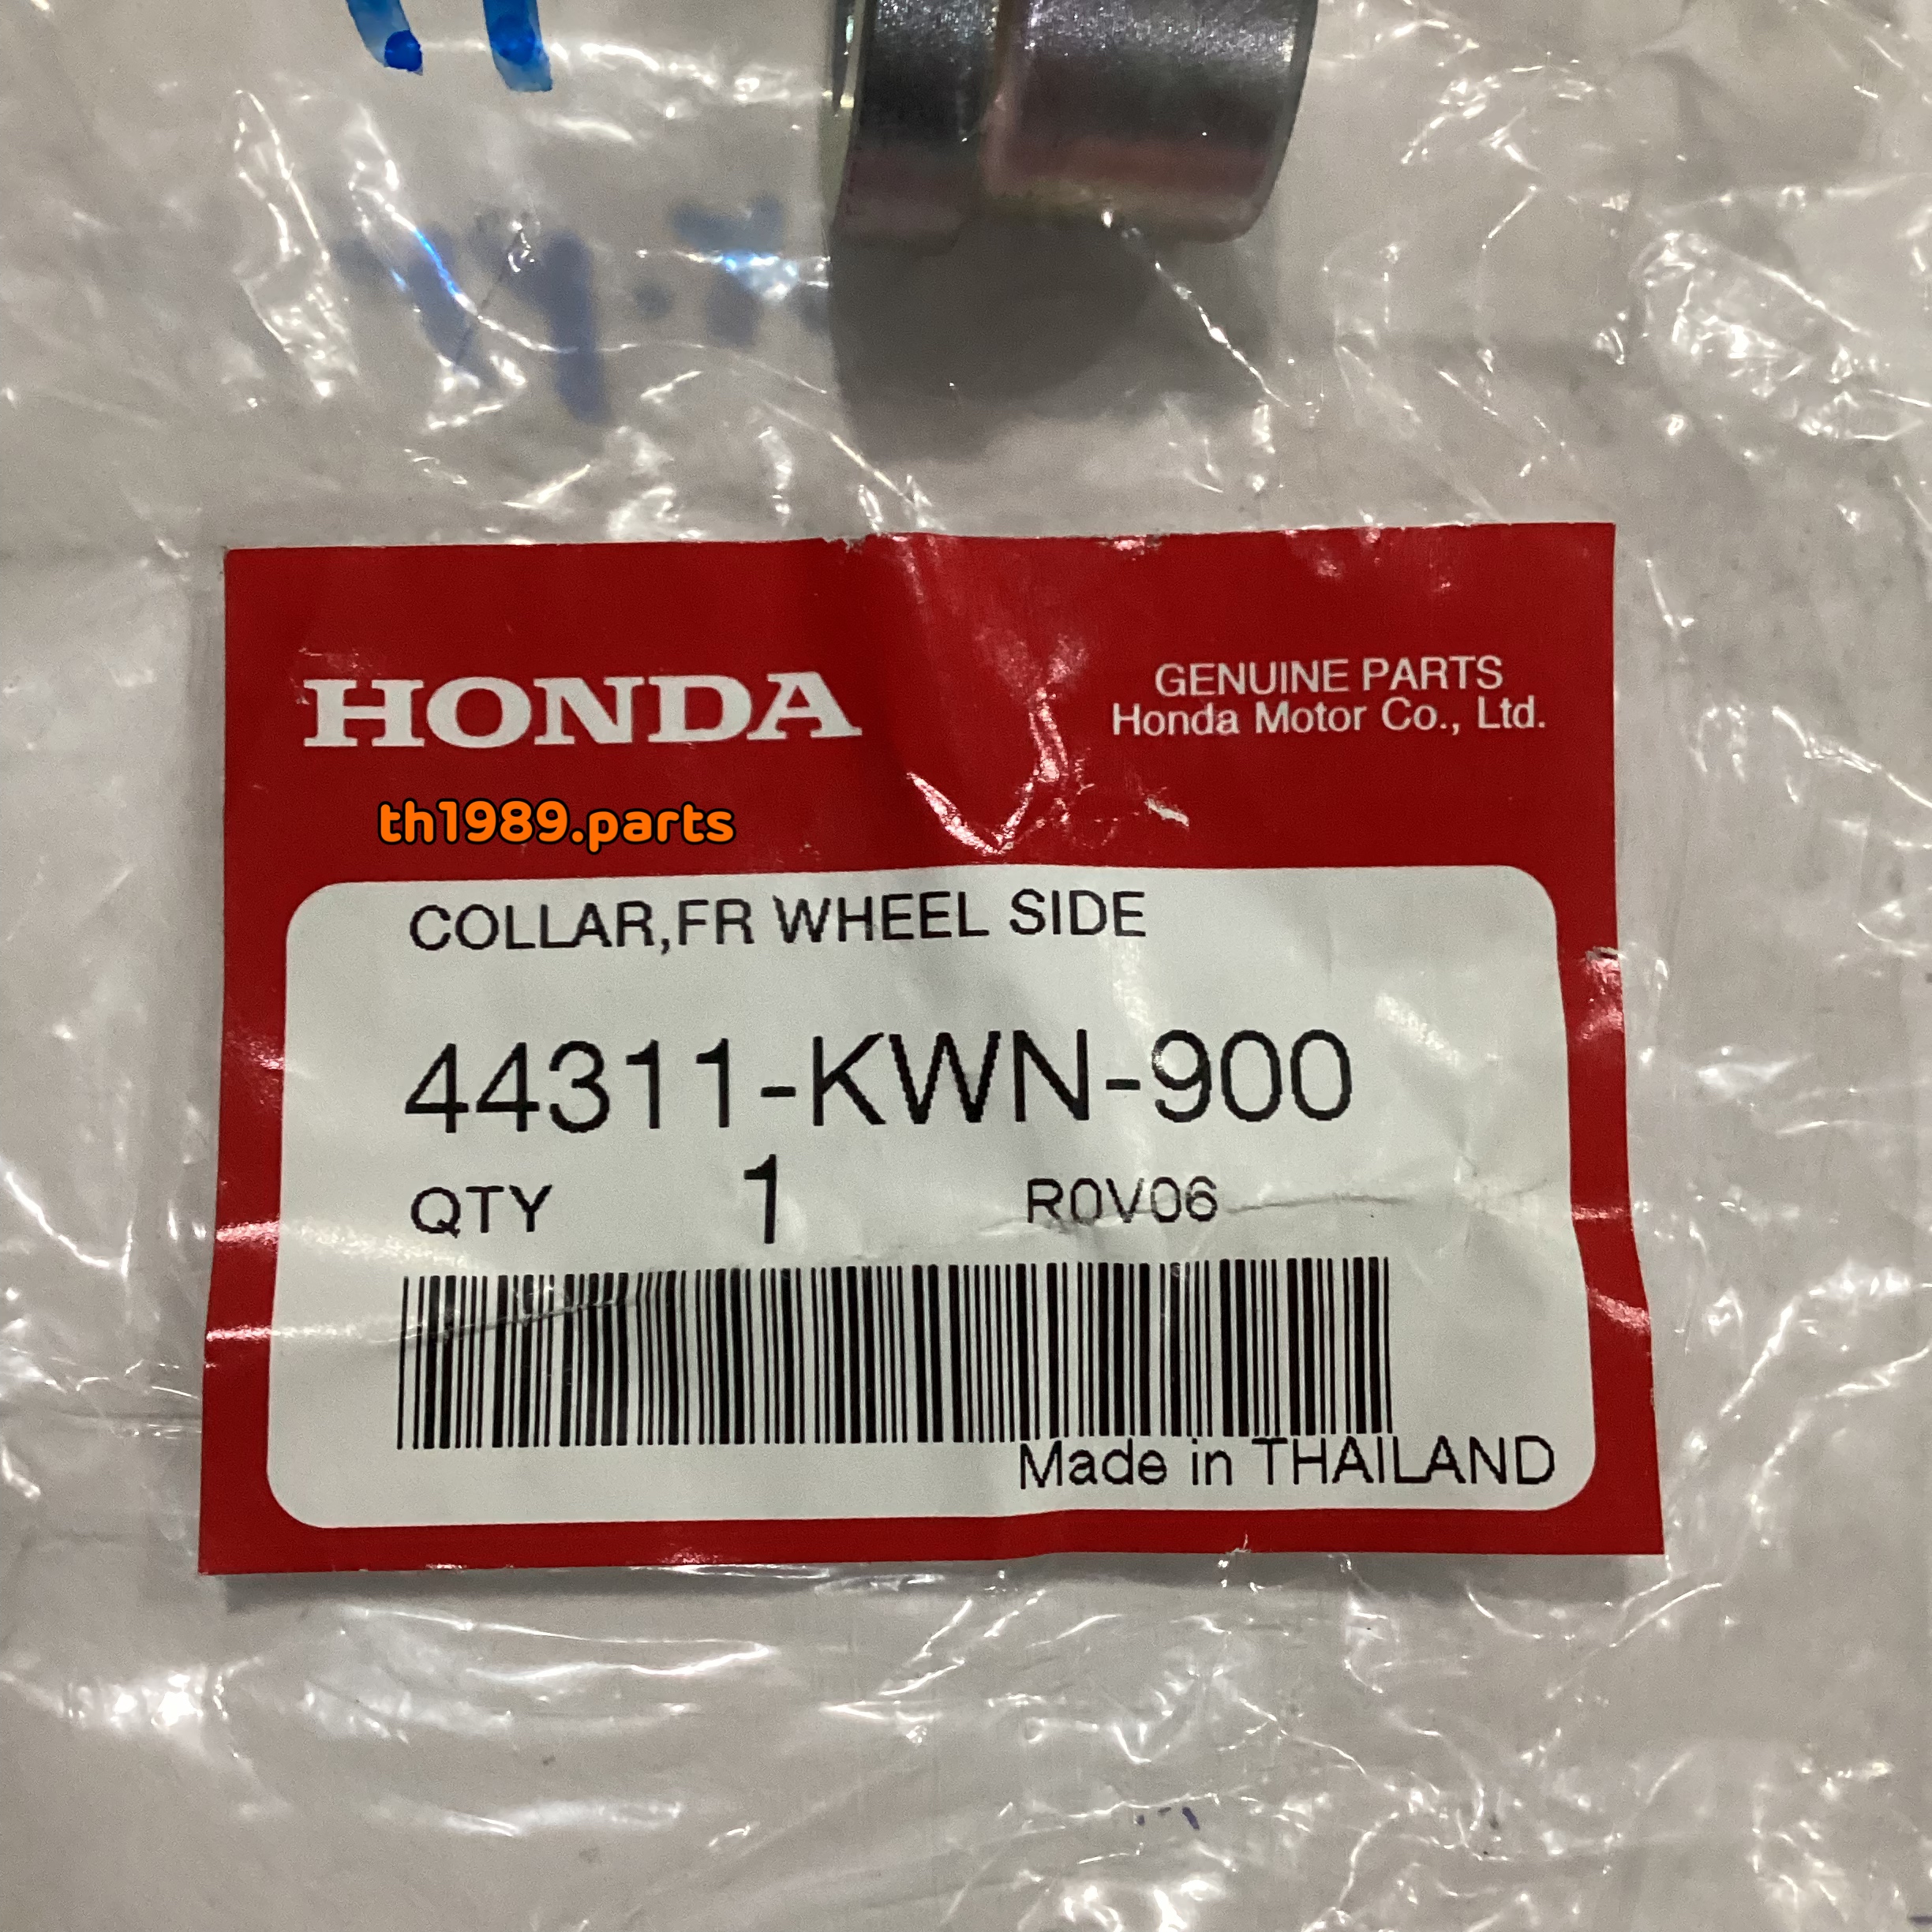 HONDA
GENUINE PARTS
Honda Motor Co., Ltd.
th1989.parts
COLLAR,FR WHEEL SIDE
44311-KWN-900
QTY 1 R0V06
Made in THAILAND